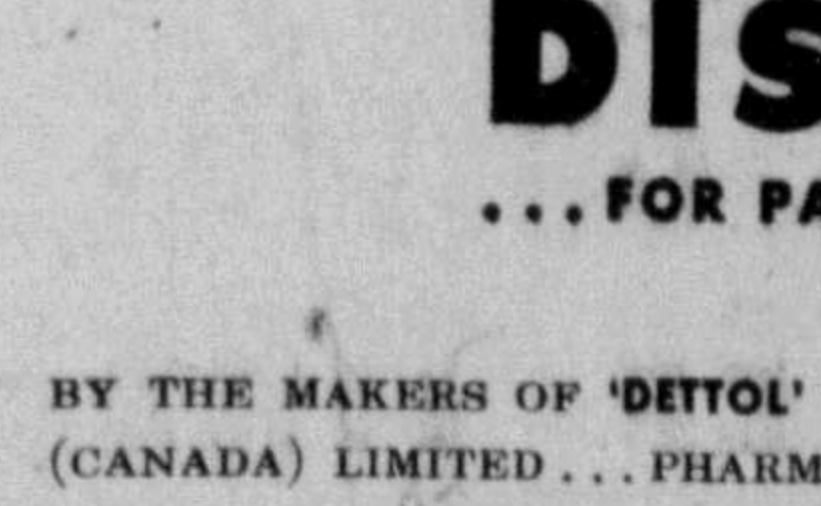 DIS
...FOR PA
BY THE MAKERS OF 'DETTOL'
(CANADA) LIMITED... PHARM